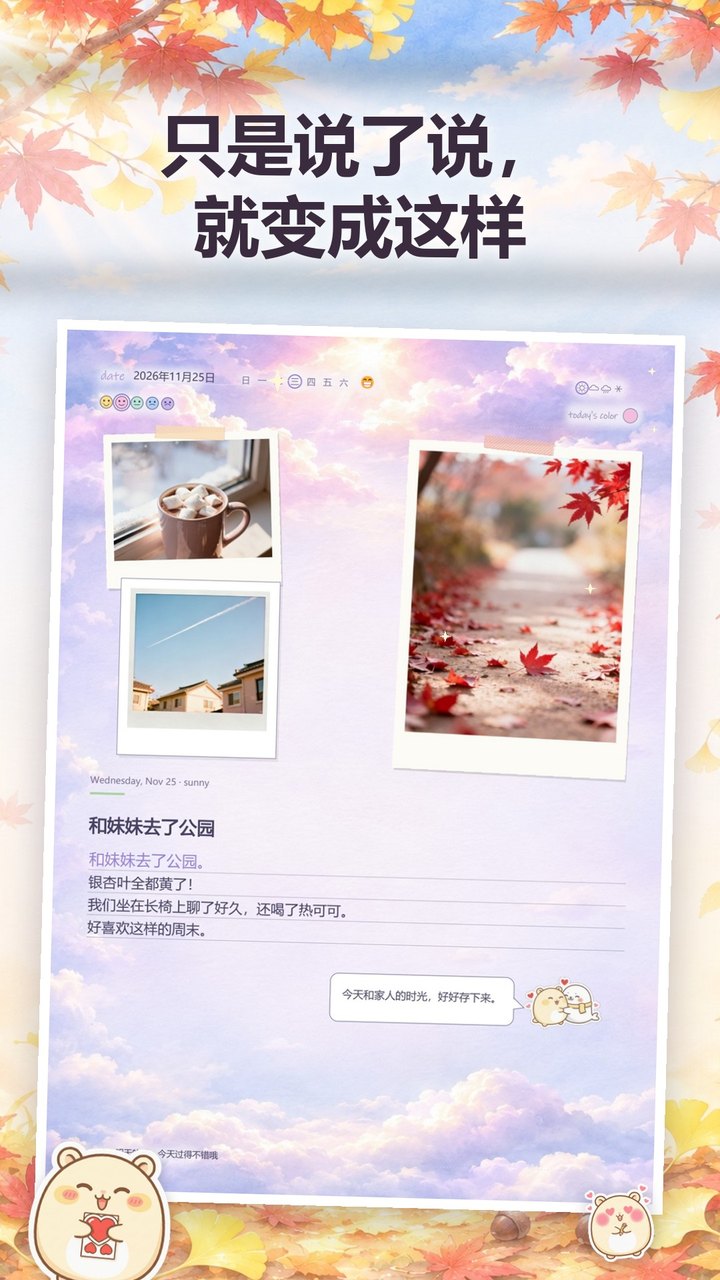 只是说了说，
就变成这样
date 2026年11月25日 日 一 三 四 五 六
today's color
Wednesday, Nov 25 · sunny
和妹妹去了公园
和妹妹去了公园。
银杏叶全都黄了！
我们坐在长椅上聊了好久，还喝了热可可。
好喜欢这样的周末。
今天和家人的时光，好好存下来。
今天过得不错哦